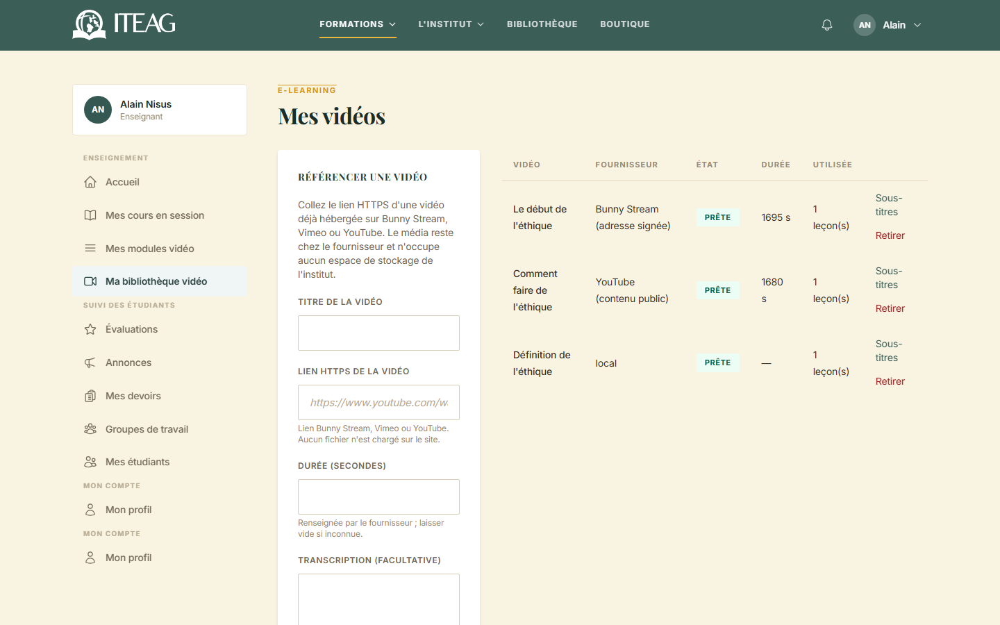 ITEAG
FORMATIONS
L'INSTITUT
BIBLIOTHÈQUE
BOUTIQUE
AN
Alain
AN
Alain Nisus
Enseignant
ENSEIGNEMENT
Accueil
Mes cours en session
Mes modules vidéo
Ma bibliothèque vidéo
SUIVI DES ÉTUDIANTS
Évaluations
Annonces
Mes devoirs
Groupes de travail
Mes étudiants
MON COMPTE
Mon profil
MON COMPTE
Mon profil
E-LEARNING
Mes vidéos
RÉFÉRENCER UNE VIDÉO
Collez le lien HTTPS d'une vidéo
déjà hébergée sur Bunny Stream,
Vimeo ou YouTube. Le média reste
chez le fournisseur et n'occupe
aucun espace de stockage de
l'institut.
TITRE DE LA VIDÉO
LIEN HTTPS DE LA VIDÉO
https://www.youtube.com/w
Lien Bunny Stream, Vimeo ou YouTube.
Aucun fichier n'est chargé sur le site.
DURÉE (SECONDES)
Renseignée par le fournisseur ; laisser
vide si inconnue.
TRANSCRIPTION (FACULTATIVE)
VIDÉO FOURNISSEUR ÉTAT DURÉE UTILISÉE
Le début de
l'éthique
Bunny Stream
(adresse signée)
PRÊTE
1695 s
1
leçon(s)
Sous-
titres
Retirer
Comment
faire de
l'éthique
YouTube
(contenu public)
PRÊTE
1680
s
1
leçon(s)
Sous-
titres
Retirer
Définition de
l'éthique
local
PRÊTE
—
1
leçon(s)
Sous-
titres
Retirer